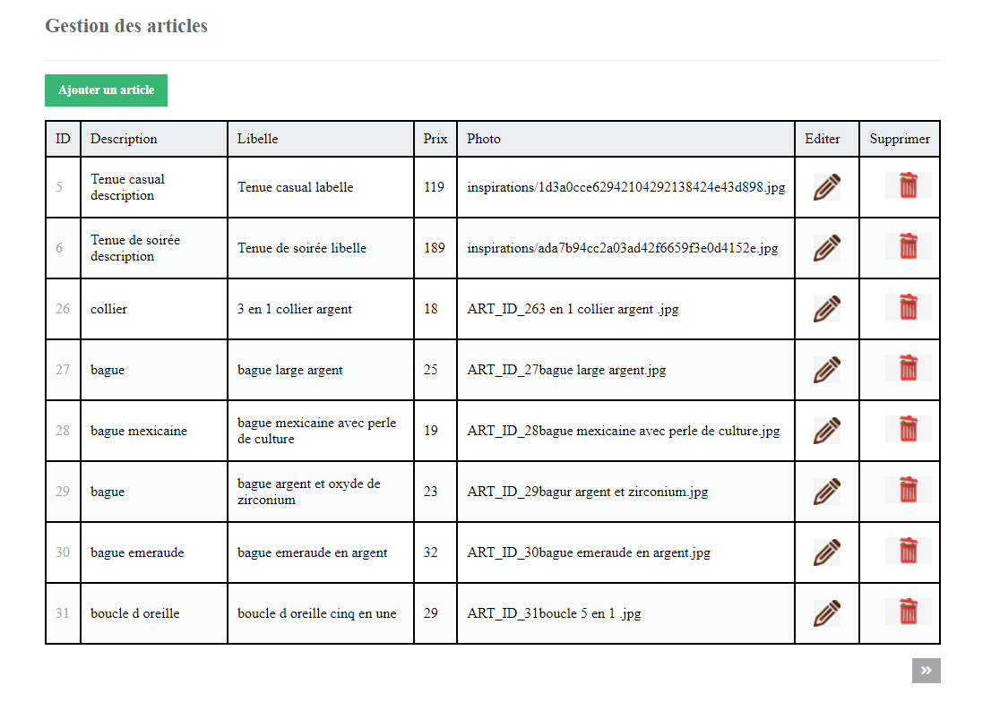 Gestion des articles
Ajouter un article
ID Description Libelle Prix Photo Editer Supprimer
5 Tenue casual description Tenue casual labelle 119 inspirations/1d3a0cce62942104292138424e43d898.jpg
6 Tenue de soirée description Tenue de soirée libelle 189 inspirations/ada7b94cc2a03ad42f6659f3e0d4152e.jpg
26 collier 3 en 1 collier argent 18 ART_ID_263 en 1 collier argent .jpg
27 bague bague large argent 25 ART_ID_27bague large argent.jpg
28 bague mexicaine bague mexicaine avec perle de culture 19 ART_ID_28bague mexicaine avec perle de culture.jpg
29 bague bague argent et oxyde de zirconium 23 ART_ID_29bagur argent et zirconium.jpg
30 bague emeraude bague emeraude en argent 32 ART_ID_30bague emeraude en argent.jpg
31 boucle d oreille boucle d oreille cinq en une 29 ART_ID_31boucle 5 en 1 .jpg
»